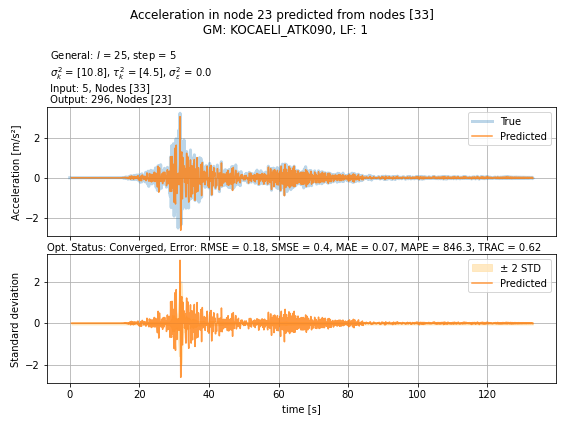 Acceleration in node 23 predicted from nodes [33]
GM: KOCAELI_ATK090, LF: 1
General: l = 25, step = 5
σ²ₖ = [10.8], τ²ₖ = [4.5], σ²ε = 0.0
Input: 5, Nodes [33]
Output: 296, Nodes [23]
Acceleration [m/s²]
2
0
−2
True
Predicted
Opt. Status: Converged, Error: RMSE = 0.18, SMSE = 0.4, MAE = 0.07, MAPE = 846.3, TRAC = 0.62
Standard deviation
2
0
−2
± 2 STD
Predicted
0 20 40 60 80 100 120
time [s]